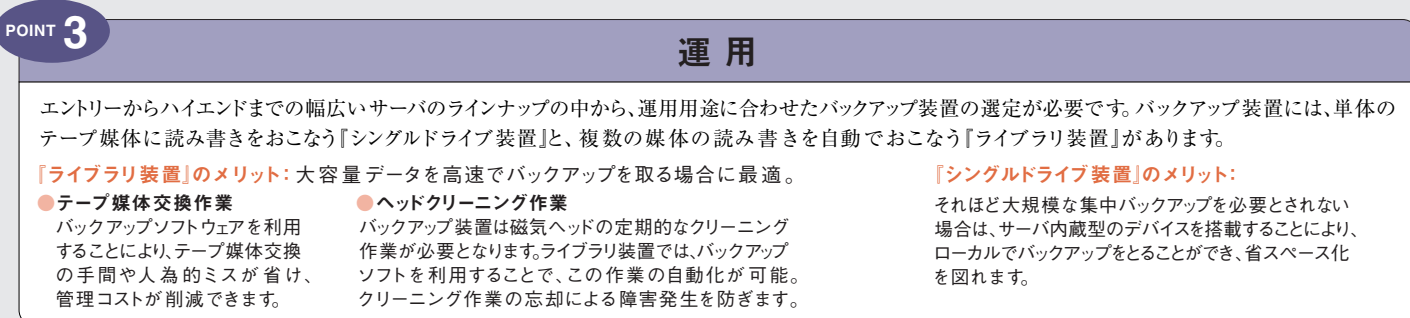 POINT 3
運用
エントリーからハイエンドまでの幅広いサーバのラインナップの中から、運用用途に合わせたバックアップ装置の選定が必要です。バックアップ装置には、単体の
テープ媒体に読み書きをおこなう『シングルドライブ装置』と、複数の媒体の読み書きを自動でおこなう『ライブラリ装置』があります。
『ライブラリ装置』のメリット：大容量データを高速でバックアップを取る場合に最適。
●テープ媒体交換作業
バックアップソフトウェアを利用
することにより、テープ媒体交換
の手間や人為的ミスが省け、
管理コストが削減できます。
●ヘッドクリーニング作業
バックアップ装置は磁気ヘッドの定期的なクリーニング
作業が必要となります。ライブラリ装置では、バックアップ
ソフトを利用することで、この作業の自動化が可能。
クリーニング作業の忘却による障害発生を防ぎます。
『シングルドライブ装置』のメリット：
それほど大規模な集中バックアップを必要とされない
場合は、サーバ内蔵型のデバイスを搭載することにより、
ローカルでバックアップをとることができ、省スペース化
を図れます。